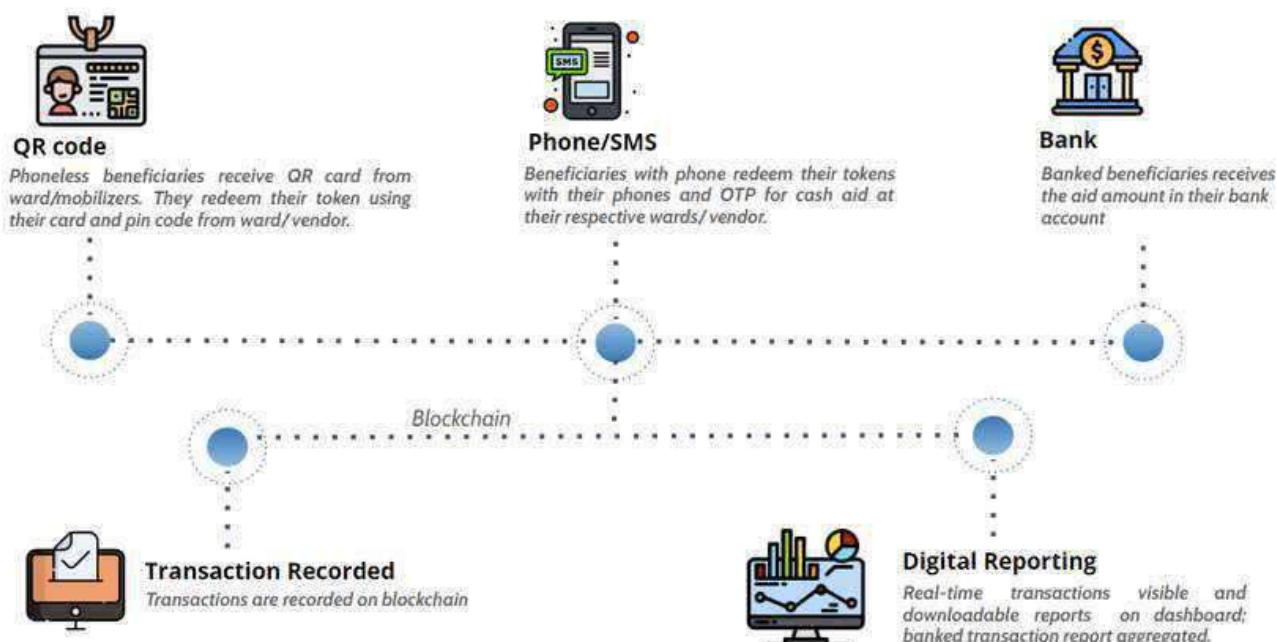 SMS
QR code
Phoneless beneficiaries receive QR card from
ward/mobilizers. They redeem their token using
their card and pin code from ward/vendor.
Phone/SMS
Beneficiaries with phone redeem their tokens
with their phones and OTP for cash aid at
their respective wards/ vendor.
$
Bank
Banked beneficiaries receives
the aid amount in their bank
account
Blockchain
Transaction Recorded
Transactions are recorded on blockchain
Digital Reporting
Real-time transactions visible and
downloadable reports on dashboard;
banked transaction report aggregated